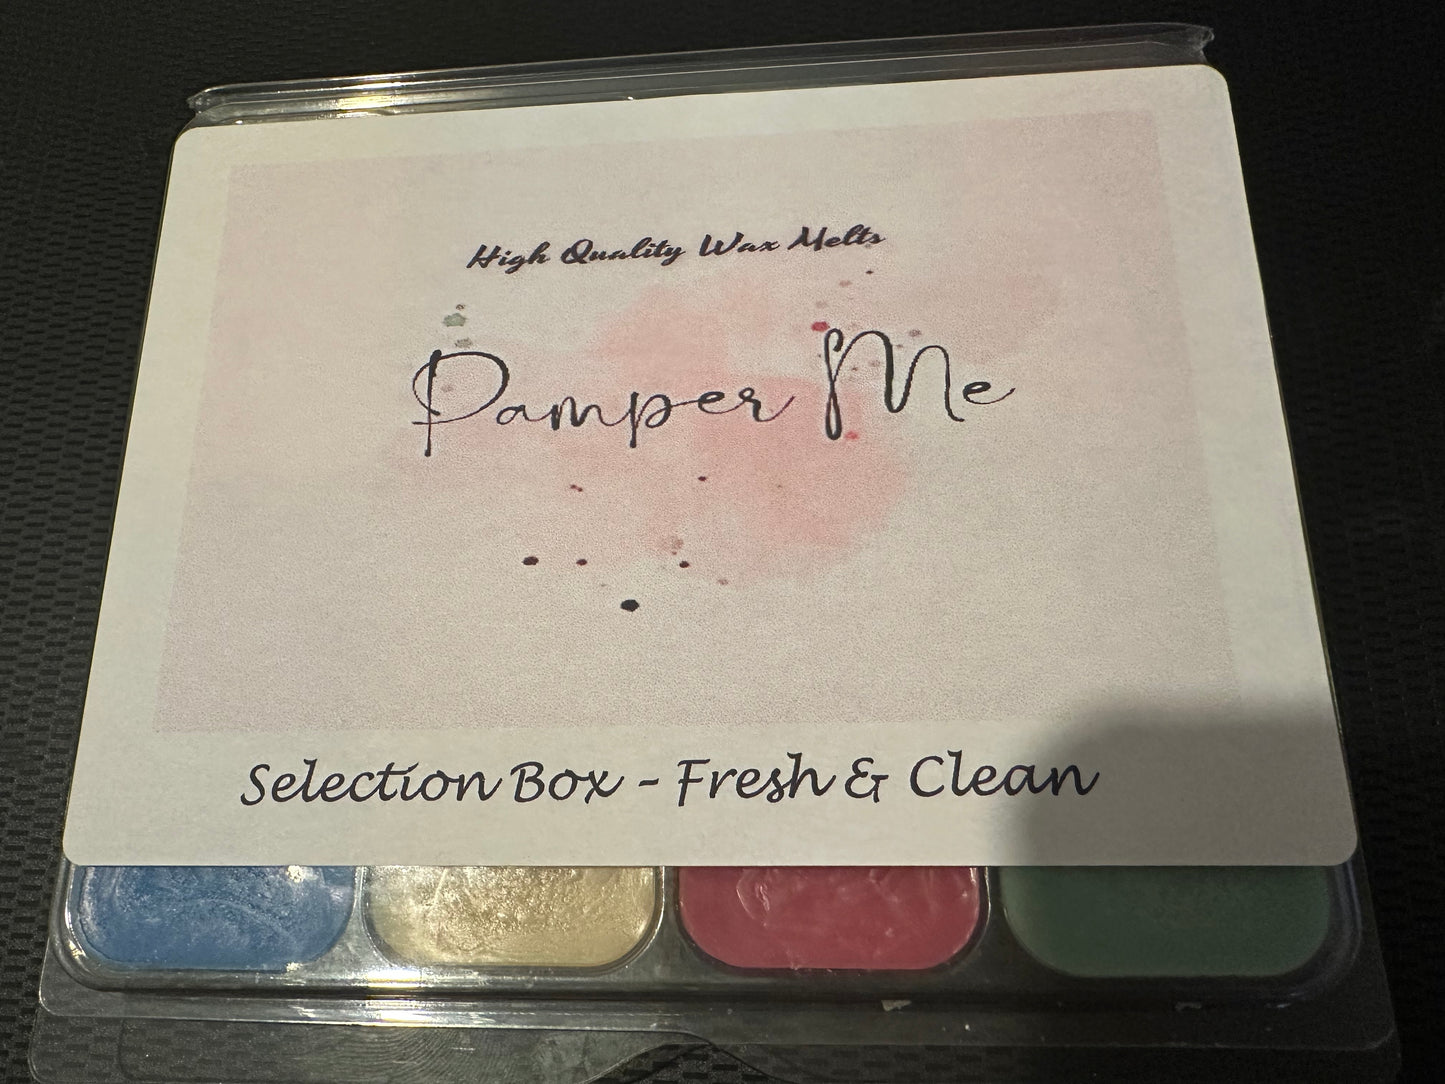 High Quality Wax Melts
Pamper Me
Selection Box - Fresh & Clean